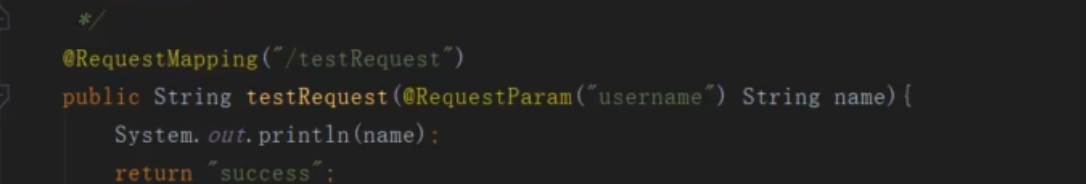 */
@RequestMapping("/testRequest")
public String testRequest(@RequestParam("username") String name){
System.out.println(name);
return "success";